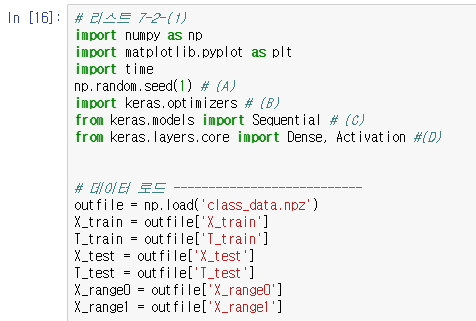 In [16]:
# 리스트 7-2-(1)
import numpy as np
import matplotlib.pyplot as plt
import time
np.random.seed(1) # (A)
import keras.optimizers # (B)
from keras.models import Sequential # (C)
from keras.layers.core import Dense, Activation #(D)
# 데이터 로드 ---------------------------
outfile = np.load('class_data.npz')
X_train = outfile['X_train']
T_train = outfile['T_train']
X_test = outfile['X_test']
T_test = outfile['T_test']
X_range0 = outfile['X_range0']
X_range1 = outfile['X_range1']